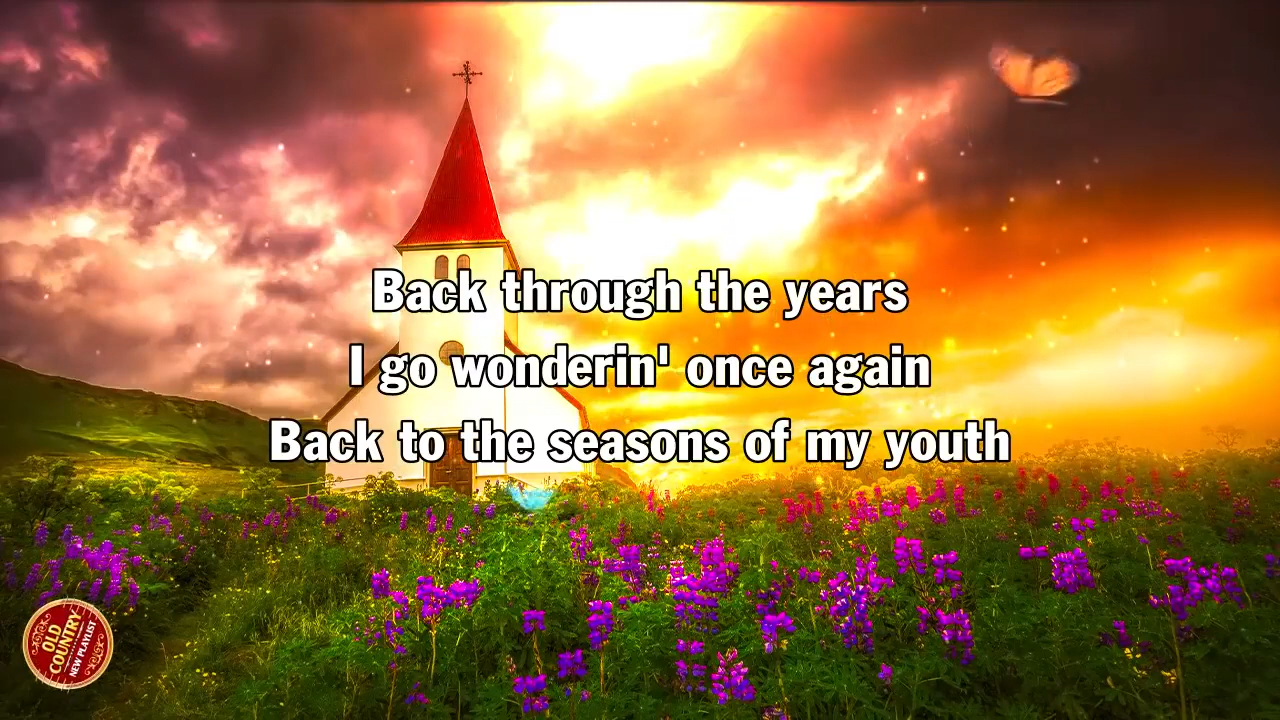 Back through the years
I go wonderin' once again
Back to the seasons of my youth
OLD
COUNTRY
NEW PLAYLIST